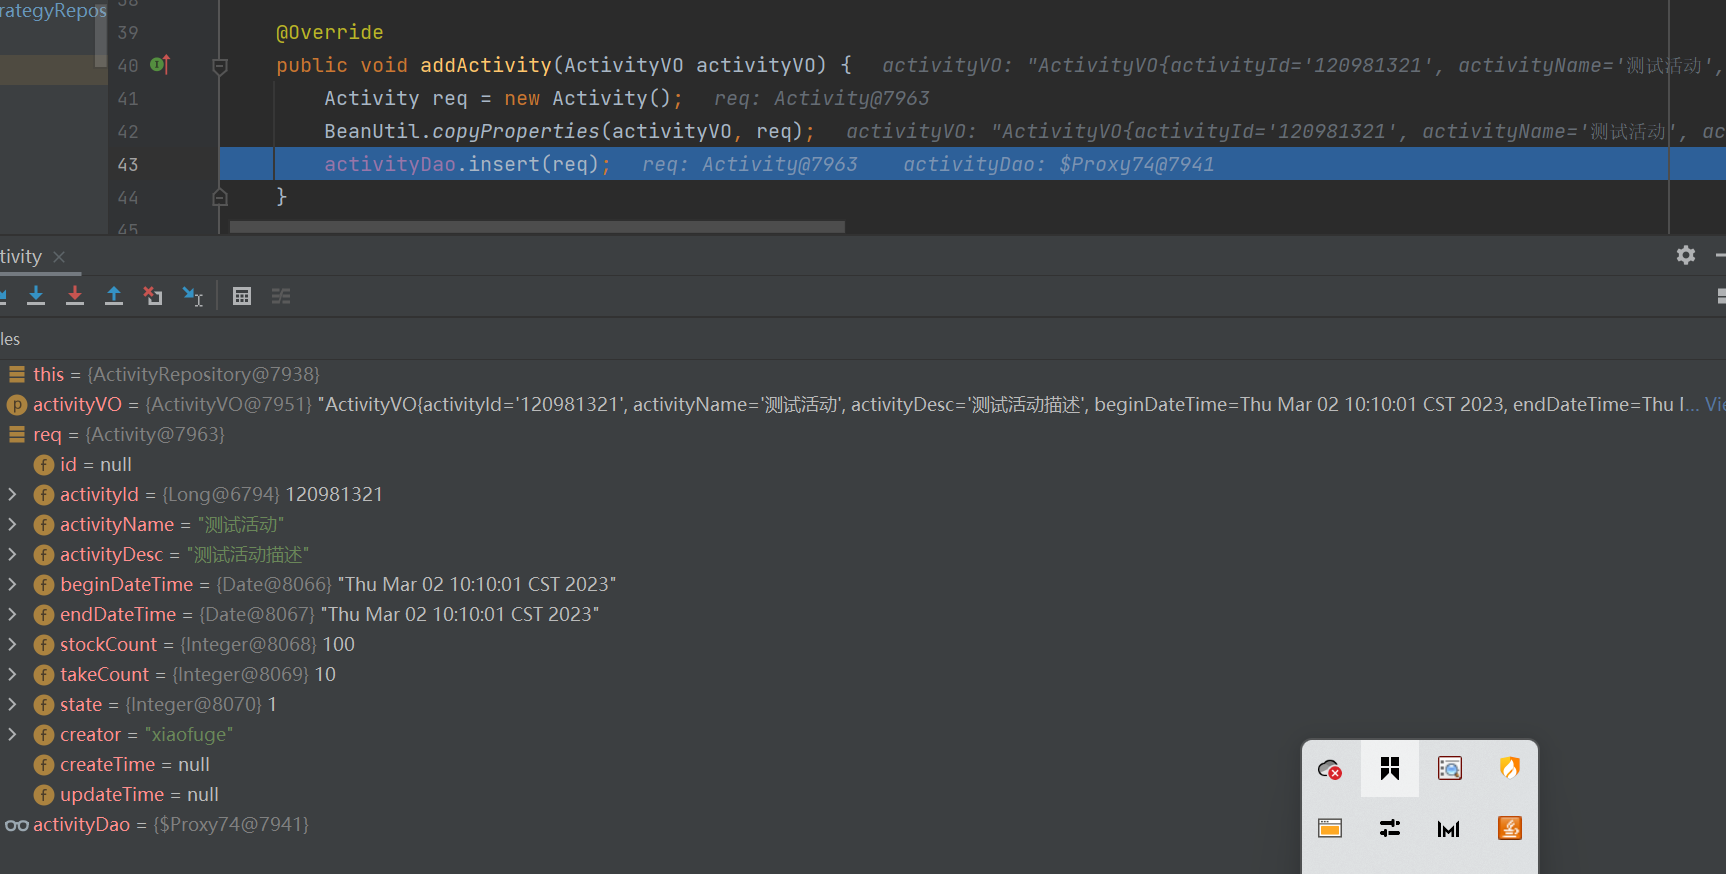 rategyRepos
38
39 @Override
40 public void addActivity(ActivityVO activityVO) { activityVO: "ActivityVO{activityId='120981321', activityName='测试活动',
41 Activity req = new Activity(); req: Activity@7963
42 BeanUtil.copyProperties(activityVO, req); activityVO: "ActivityVO{activityId='120981321', activityName='测试活动', ac
43 activityDao.insert(req); req: Activity@7963 activityDao: $Proxy74@7941
44 }
45
tivity
les
this = {ActivityRepository@7938}
activityVO = {ActivityVO@7951} "ActivityVO{activityId='120981321', activityName='测试活动', activityDesc='测试活动描述', beginDateTime=Thu Mar 02 10:10:01 CST 2023, endDateTime=Thu I... Vie
req = {Activity@7963}
id = null
activityId = {Long@6794} 120981321
activityName = "测试活动"
activityDesc = "测试活动描述"
beginDateTime = {Date@8066} "Thu Mar 02 10:10:01 CST 2023"
endDateTime = {Date@8067} "Thu Mar 02 10:10:01 CST 2023"
stockCount = {Integer@8068} 100
takeCount = {Integer@8069} 10
state = {Integer@8070} 1
creator = "xiaofuge"
createTime = null
updateTime = null
activityDao = {$Proxy74@7941}